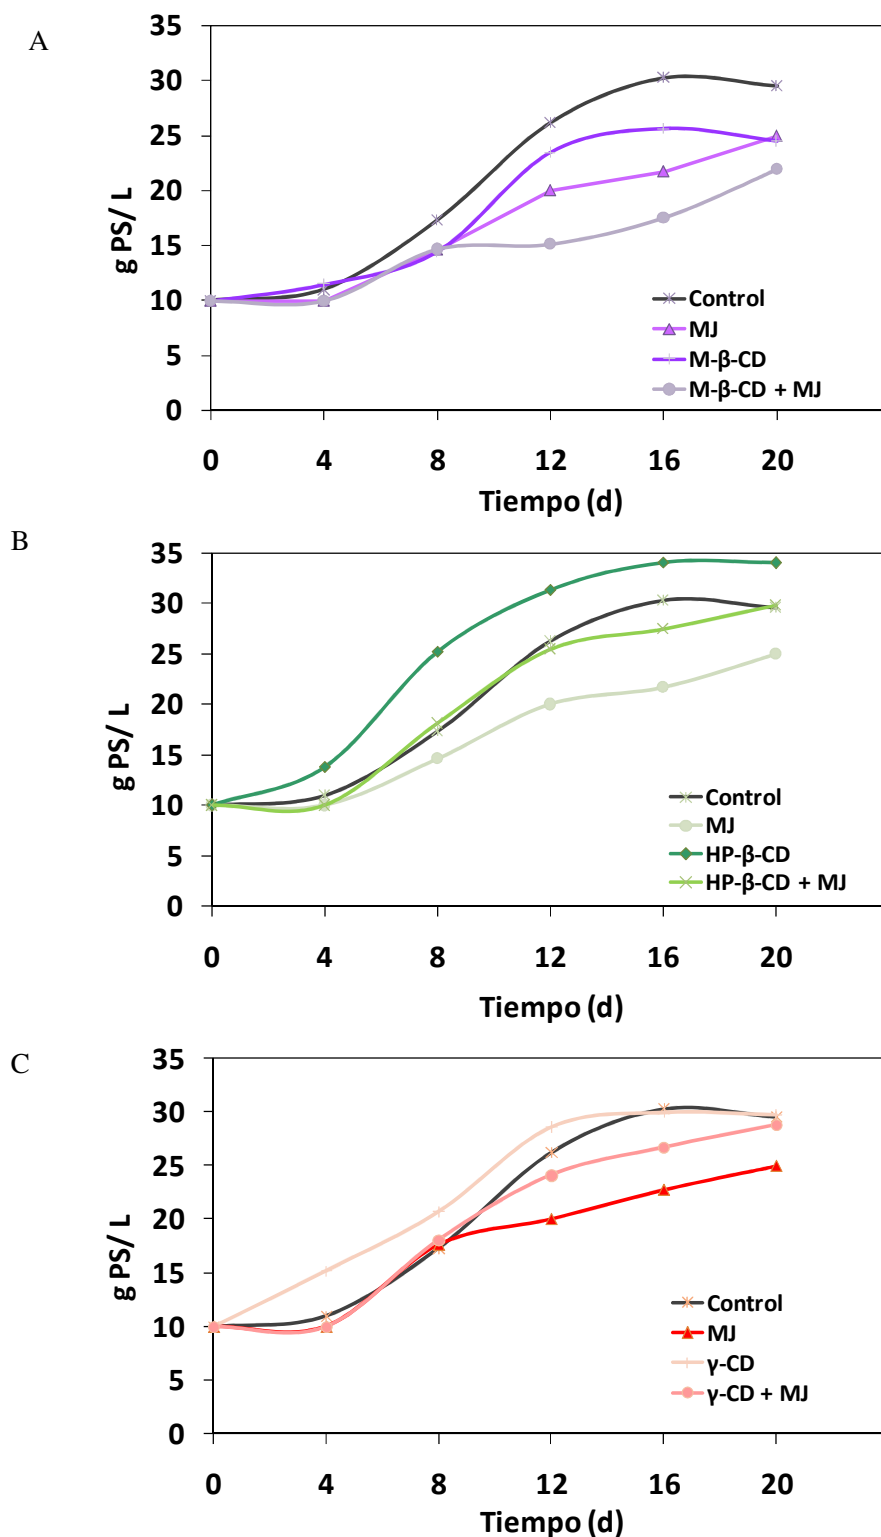 A
35
30
25
20
15
10
5
0
g PS/ L
Control
MJ
M-β-CD
M-β-CD + MJ
0 4 8 12 16 20
Tiempo (d)
B
35
30
25
20
15
10
5
0
g PS/ L
Control
MJ
HP-β-CD
HP-β-CD + MJ
0 4 8 12 16 20
Tiempo (d)
C
35
30
25
20
15
10
5
0
g PS/ L
Control
MJ
γ-CD
γ-CD + MJ
0 4 8 12 16 20
Tiempo (d)